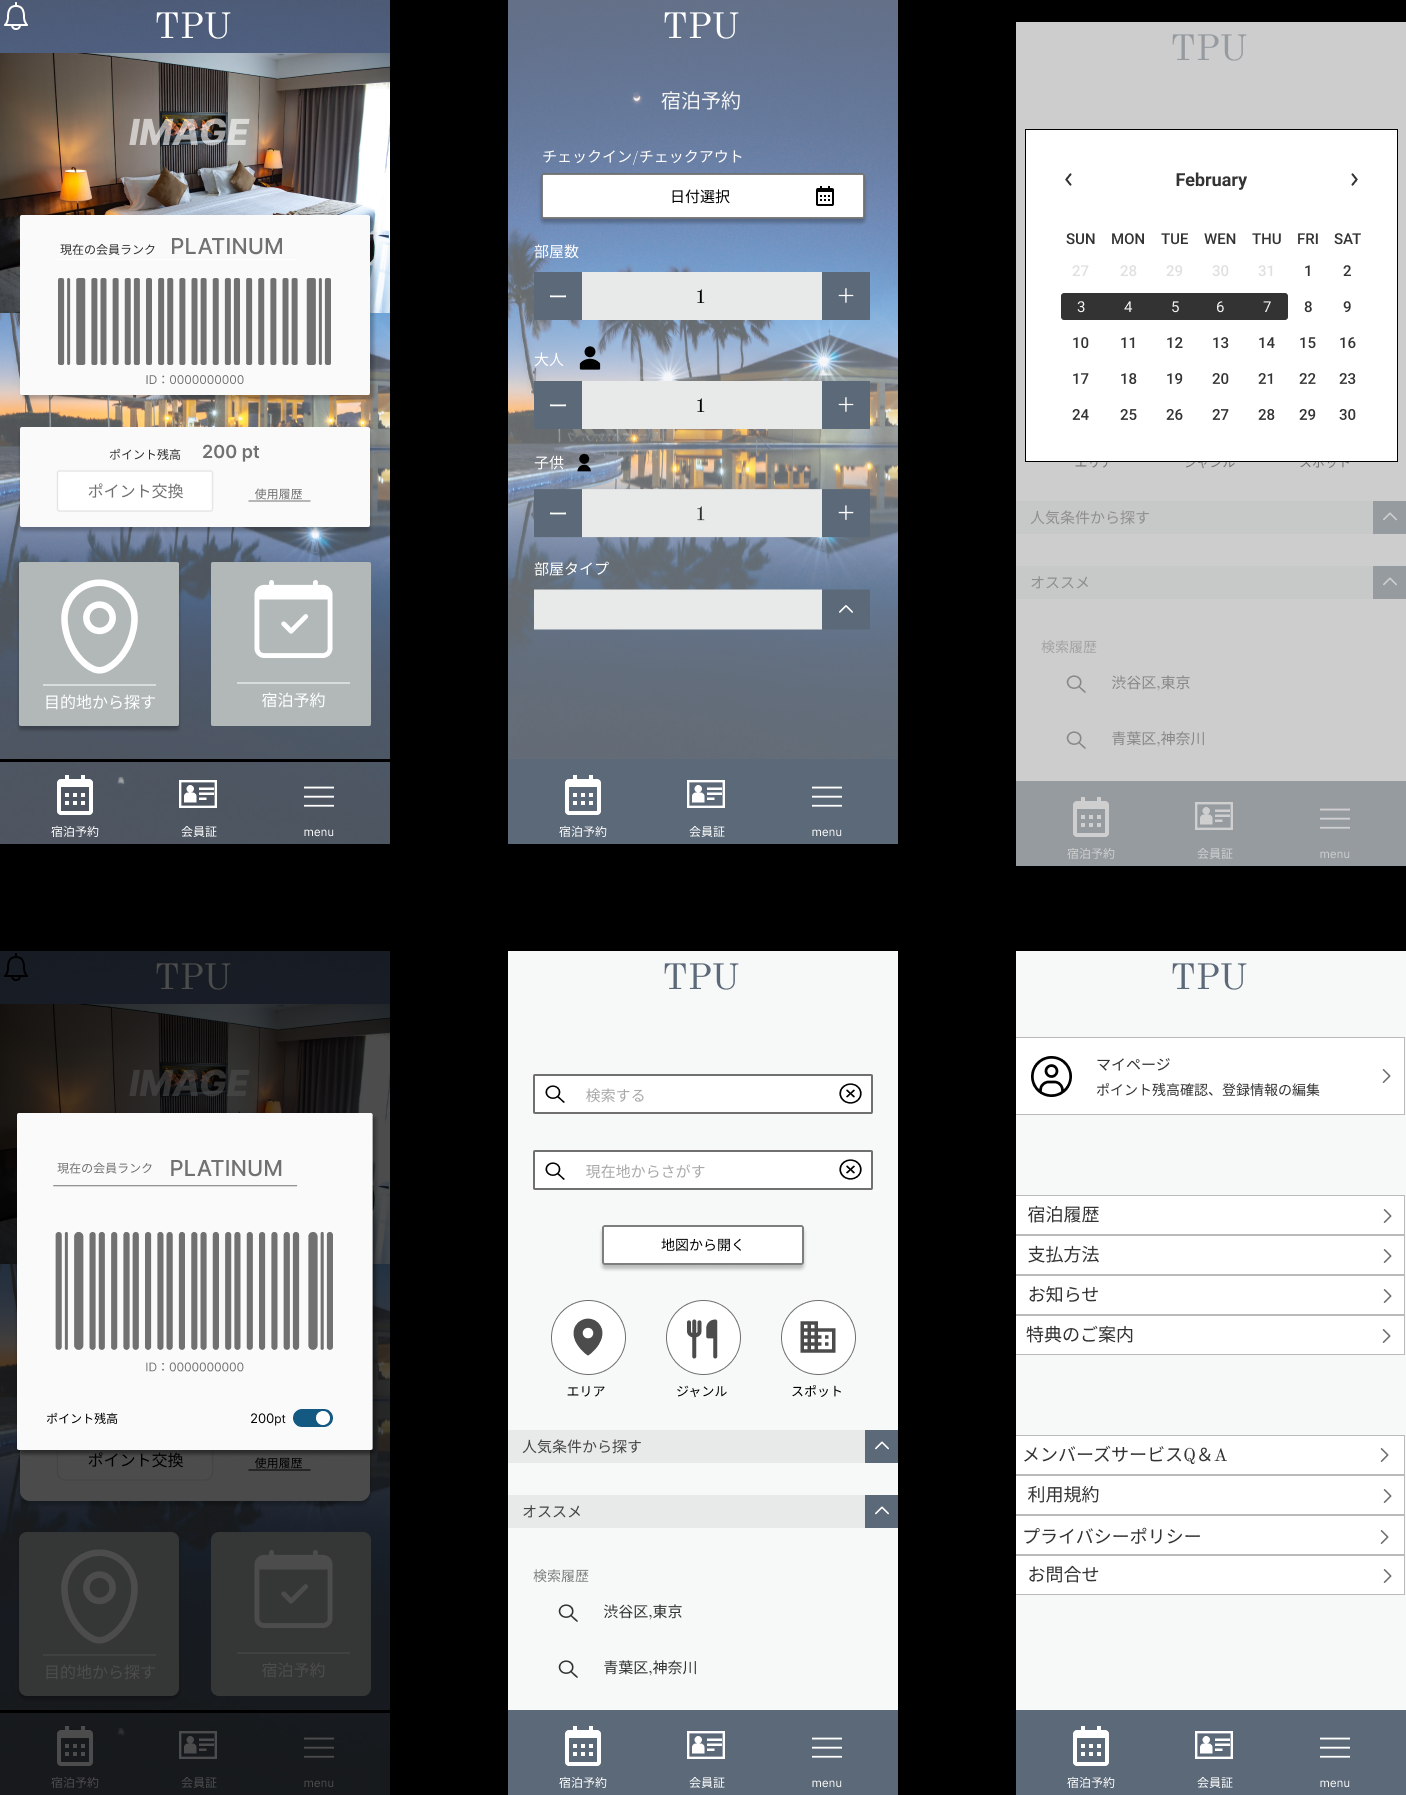 TPU
IMAGE
現在の会員ランク PLATINUM
ID：0000000000
ポイント残高 200 pt
ポイント交換 使用履歴
目的地から探す 宿泊予約
宿泊予約 会員証 menu
TPU
宿泊予約
チェックイン/チェックアウト
日付選択
部屋数
1
大人
1
子供
1
部屋タイプ
宿泊予約 会員証 menu
TPU
February
SUN MON TUE WEN THU FRI SAT
27 28 29 30 31 1 2
3 4 5 6 7 8 9
10 11 12 13 14 15 16
17 18 19 20 21 22 23
24 25 26 27 28 29 30
エリア ジャンル スポット
人気条件から探す
オススメ
検索履歴
渋谷区,東京
青葉区,神奈川
宿泊予約 会員証 menu
TPU
IMAGE
現在の会員ランク PLATINUM
ID：0000000000
ポイント残高 200pt
ポイント交換 使用履歴
目的地から探す 宿泊予約
宿泊予約 会員証 menu
TPU
検索する
現在地からさがす
地図から開く
エリア ジャンル スポット
人気条件から探す
オススメ
検索履歴
渋谷区,東京
青葉区,神奈川
宿泊予約 会員証 menu
TPU
マイページ
ポイント残高確認、登録情報の編集
宿泊履歴
支払方法
お知らせ
特典のご案内
メンバーズサービスQ＆A
利用規約
プライバシーポリシー
お問合せ
宿泊予約 会員証 menu